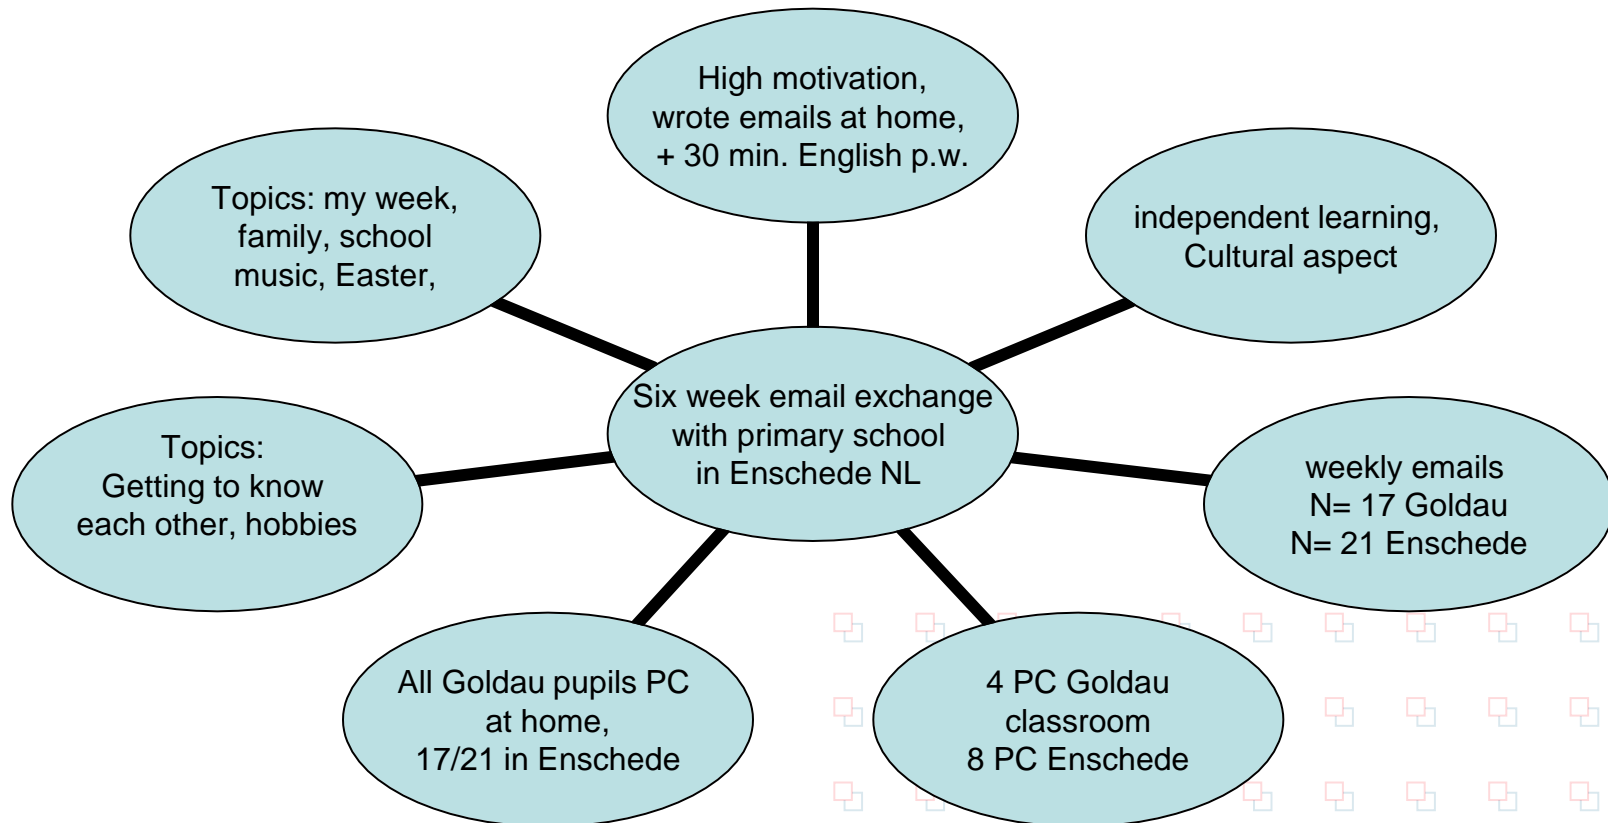 High motivation,
wrote emails at home,
+ 30 min. English p.w.
Topics: my week,
family, school
music, Easter,
independent learning,
Cultural aspect
Six week email exchange
with primary school
in Enschede NL
Topics:
Getting to know
each other, hobbies
weekly emails
N= 17 Goldau
N= 21 Enschede
All Goldau pupils PC
at home,
17/21 in Enschede
4 PC Goldau
classroom
8 PC Enschede